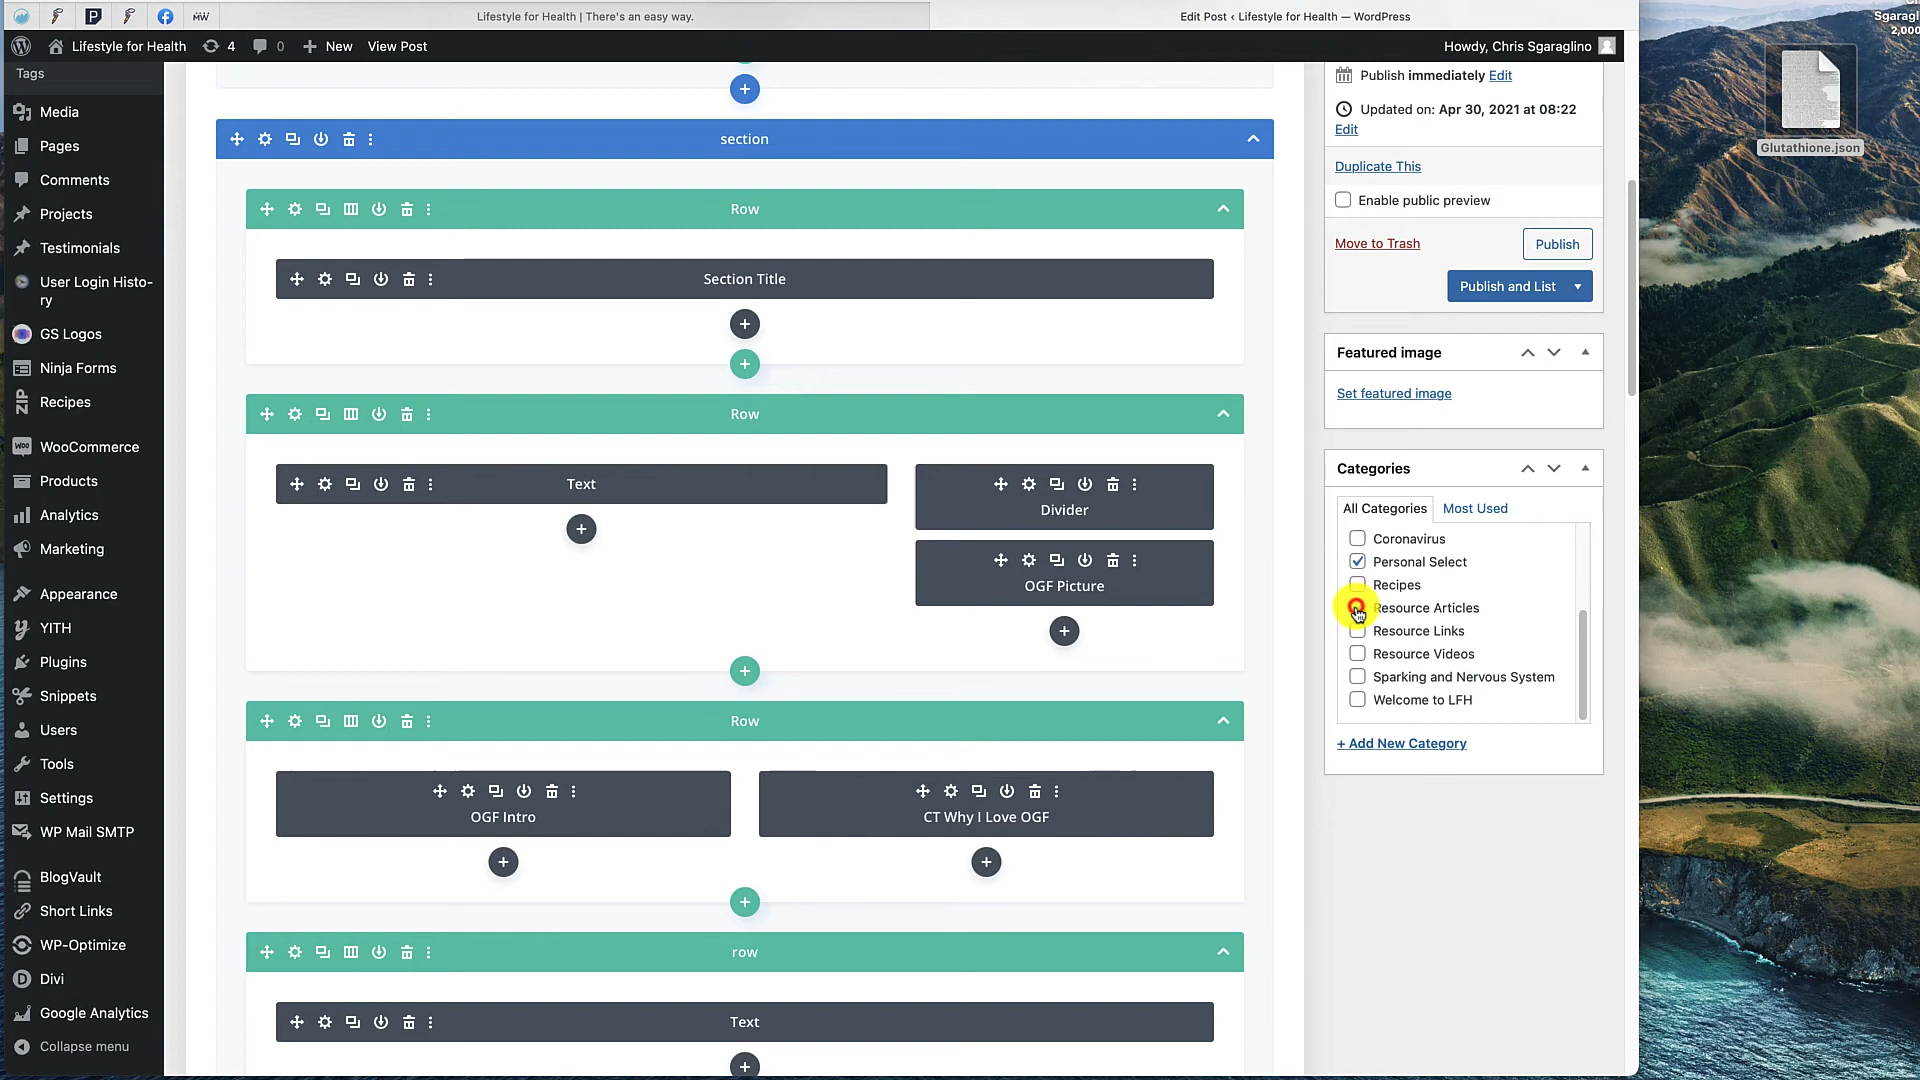 Lifestyle for Health | There's an easy way.
Edit Post ‹ Lifestyle for Health — WordPress
Sgaragl
2,000
Lifestyle for Health
4
0
New
View Post
Howdy, Chris Sgaraglino
Tags
Media
Pages
Comments
Projects
Testimonials
User Login Histo-
ry
GS Logos
Ninja Forms
Recipes
WooCommerce
Products
Analytics
Marketing
Appearance
YITH
Plugins
Snippets
Users
Tools
Settings
WP Mail SMTP
BlogVault
Short Links
WP-Optimize
Divi
Google Analytics
Collapse menu
section
Row
Section Title
Row
Text
Divider
OGF Picture
Row
OGF Intro
CT Why I Love OGF
row
Text
Publish immediately Edit
Updated on: Apr 30, 2021 at 08:22
Edit
Duplicate This
Enable public preview
Move to Trash
Publish
Publish and List
Featured image
Set featured image
Categories
All Categories
Most Used
Coronavirus
Personal Select
Recipes
Resource Articles
Resource Links
Resource Videos
Sparking and Nervous System
Welcome to LFH
+ Add New Category
Glutathione.json